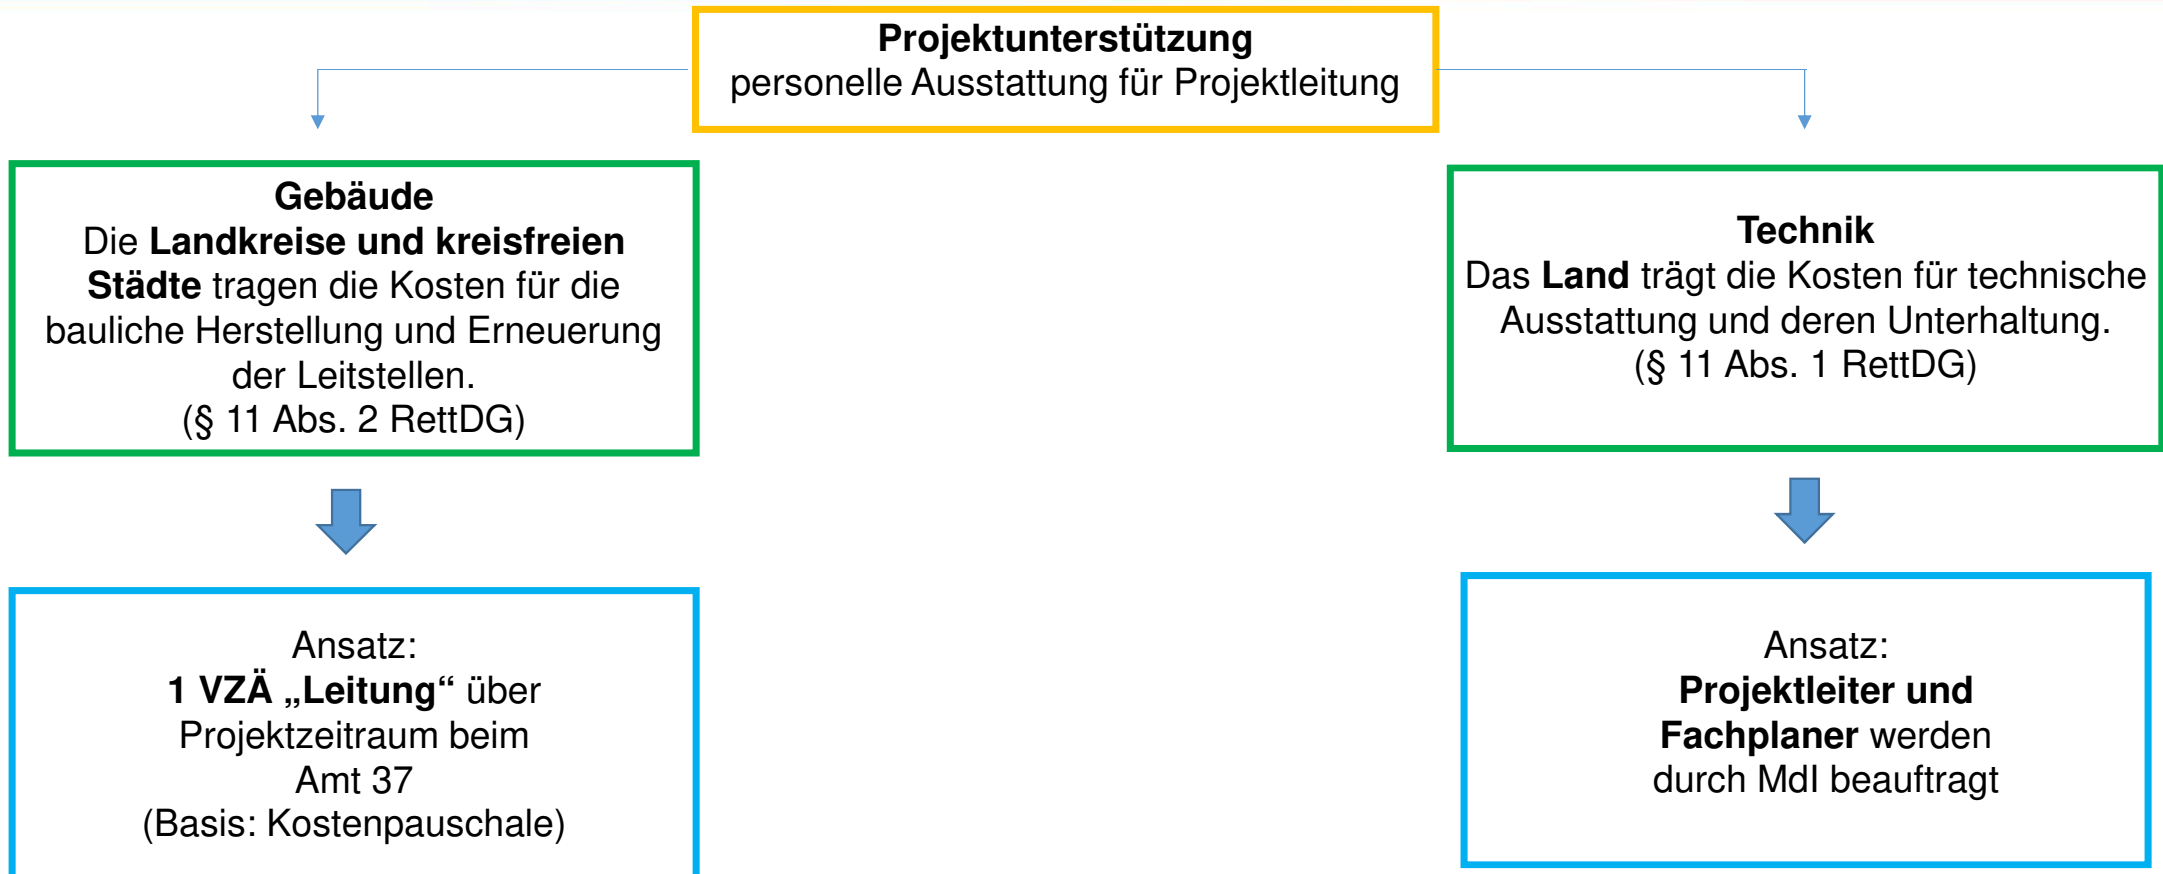 Projektunterstützung
personelle Ausstattung für Projektleitung
Gebäude
Die Landkreise und kreisfreien
Städte tragen die Kosten für die
bauliche Herstellung und Erneuerung
der Leitstellen.
(§ 11 Abs. 2 RettDG)
Technik
Das Land trägt die Kosten für technische
Ausstattung und deren Unterhaltung.
(§ 11 Abs. 1 RettDG)
Ansatz:
1 VZÄ „Leitung“ über
Projektzeitraum beim
Amt 37
(Basis: Kostenpauschale)
Ansatz:
Projektleiter und
Fachplaner werden
durch MdI beauftragt